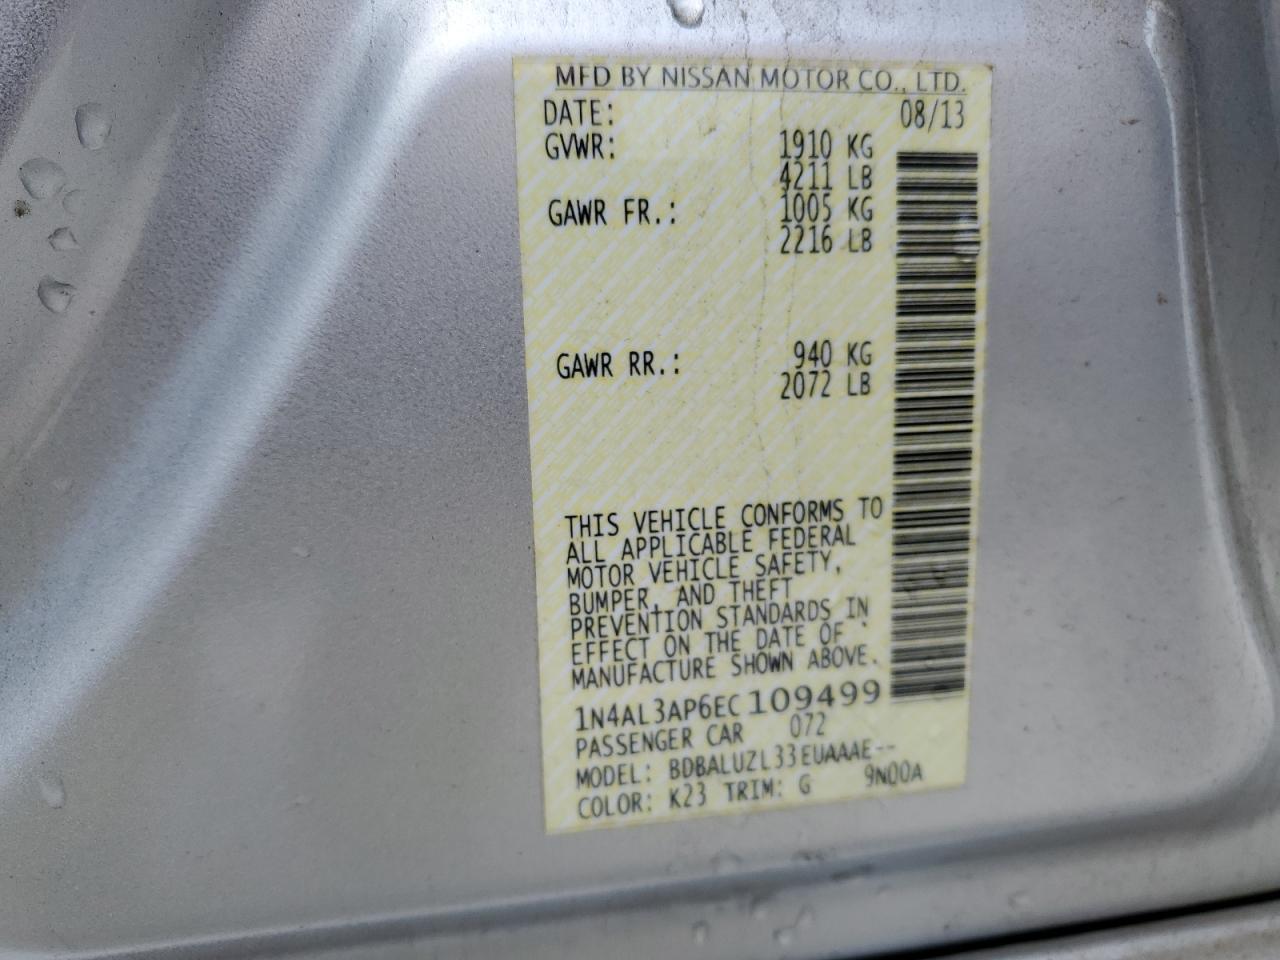 MFD BY NISSAN MOTOR CO., LTD.
DATE: 08/13
GVWR: 1910 KG
4211 LB
GAWR FR.: 1005 KG
2216 LB
GAWR RR.: 940 KG
2072 LB
THIS VEHICLE CONFORMS TO
ALL APPLICABLE FEDERAL
MOTOR VEHICLE SAFETY,
BUMPER, AND THEFT
PREVENTION STANDARDS IN
EFFECT ON THE DATE OF
MANUFACTURE SHOWN ABOVE.
1N4AL3AP6EC109499
PASSENGER CAR 072
MODEL: BDBALUZL33EUAAAE--
COLOR: K23 TRIM: G 9N00A